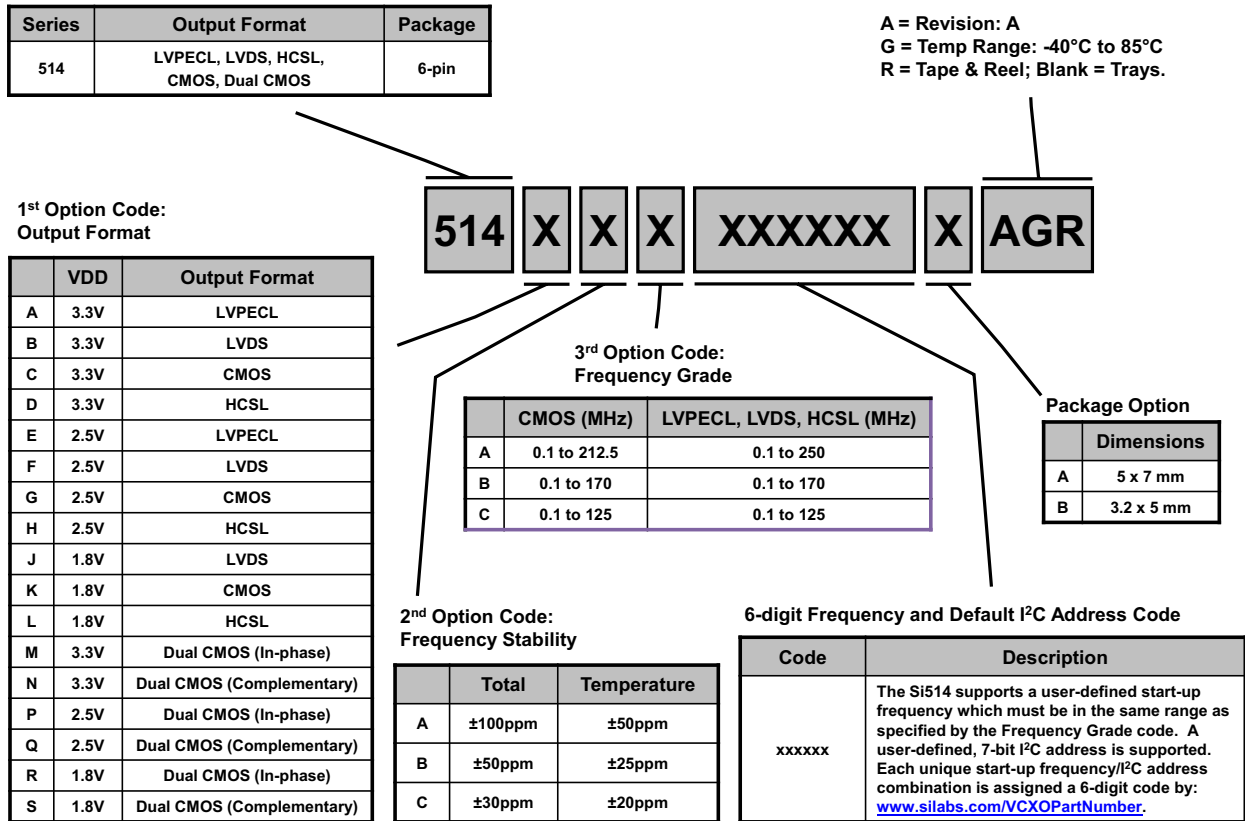 Series Output Format Package
514 LVPECL, LVDS, HCSL, CMOS, Dual CMOS 6-pin
A = Revision: A
G = Temp Range: -40°C to 85°C
R = Tape & Reel; Blank = Trays.
514 X X X XXXXXX X AGR
1st Option Code:
Output Format
VDD Output Format
A 3.3V LVPECL
B 3.3V LVDS
C 3.3V CMOS
D 3.3V HCSL
E 2.5V LVPECL
F 2.5V LVDS
G 2.5V CMOS
H 2.5V HCSL
J 1.8V LVDS
K 1.8V CMOS
L 1.8V HCSL
M 3.3V Dual CMOS (In-phase)
N 3.3V Dual CMOS (Complementary)
P 2.5V Dual CMOS (In-phase)
Q 2.5V Dual CMOS (Complementary)
R 1.8V Dual CMOS (In-phase)
S 1.8V Dual CMOS (Complementary)
3rd Option Code:
Frequency Grade
CMOS (MHz) LVPECL, LVDS, HCSL (MHz)
A 0.1 to 212.5 0.1 to 250
B 0.1 to 170 0.1 to 170
C 0.1 to 125 0.1 to 125
Package Option
Dimensions
A 5 x 7 mm
B 3.2 x 5 mm
2nd Option Code:
Frequency Stability
Total Temperature
A ±100ppm ±50ppm
B ±50ppm ±25ppm
C ±30ppm ±20ppm
6-digit Frequency and Default I2C Address Code
Code Description
xxxxxx
The Si514 supports a user-defined start-up
frequency which must be in the same range as
specified by the Frequency Grade code. A
user-defined, 7-bit I2C address is supported.
Each unique start-up frequency/I2C address
combination is assigned a 6-digit code by:
www.silabs.com/VCXOPartNumber.